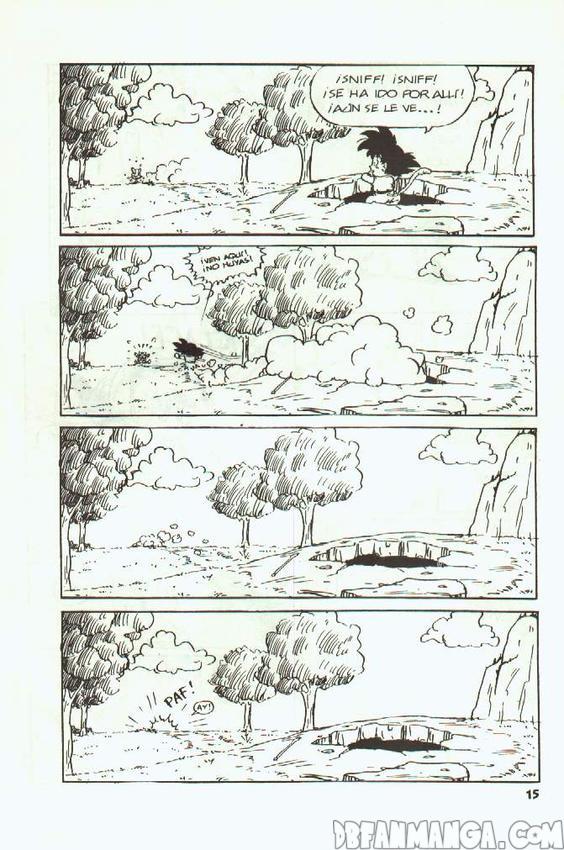 ¡SNIFF! ¡SNIFF!
¡SE HA IDO POR ALLÍ!
¡AÚN SE LE VE...!
¡VEN AQUÍ!
¡NO HUYAS!
PAF!
¡AY!
15
DBFANMANGA.COM